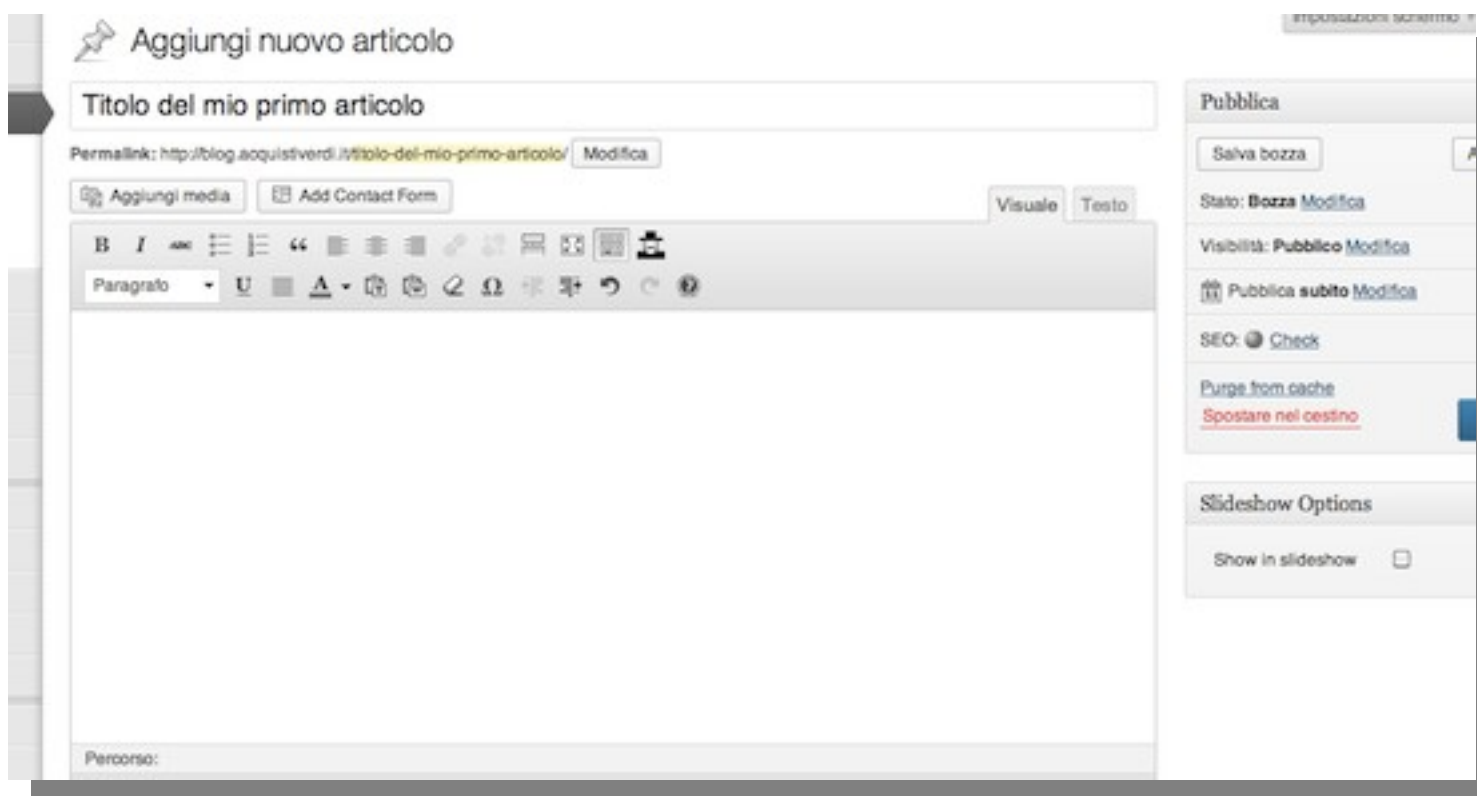 Impostazioni schermo
Aggiungi nuovo articolo
Titolo del mio primo articolo
Permalink: http://blog.acquistiverdi.it/titolo-del-mio-primo-articolo/ Modifica
Aggiungi media Add Contact Form
Visuale Testo
B I ABC
Paragrafo U A Ω
Percorso:
Pubblica
Salva bozza A
Stato: Bozza Modifica
Visibilità: Pubblico Modifica
Pubblica subito Modifica
SEO: Check
Purge from cache
Spostare nel cestino
Slideshow Options
Show in slideshow